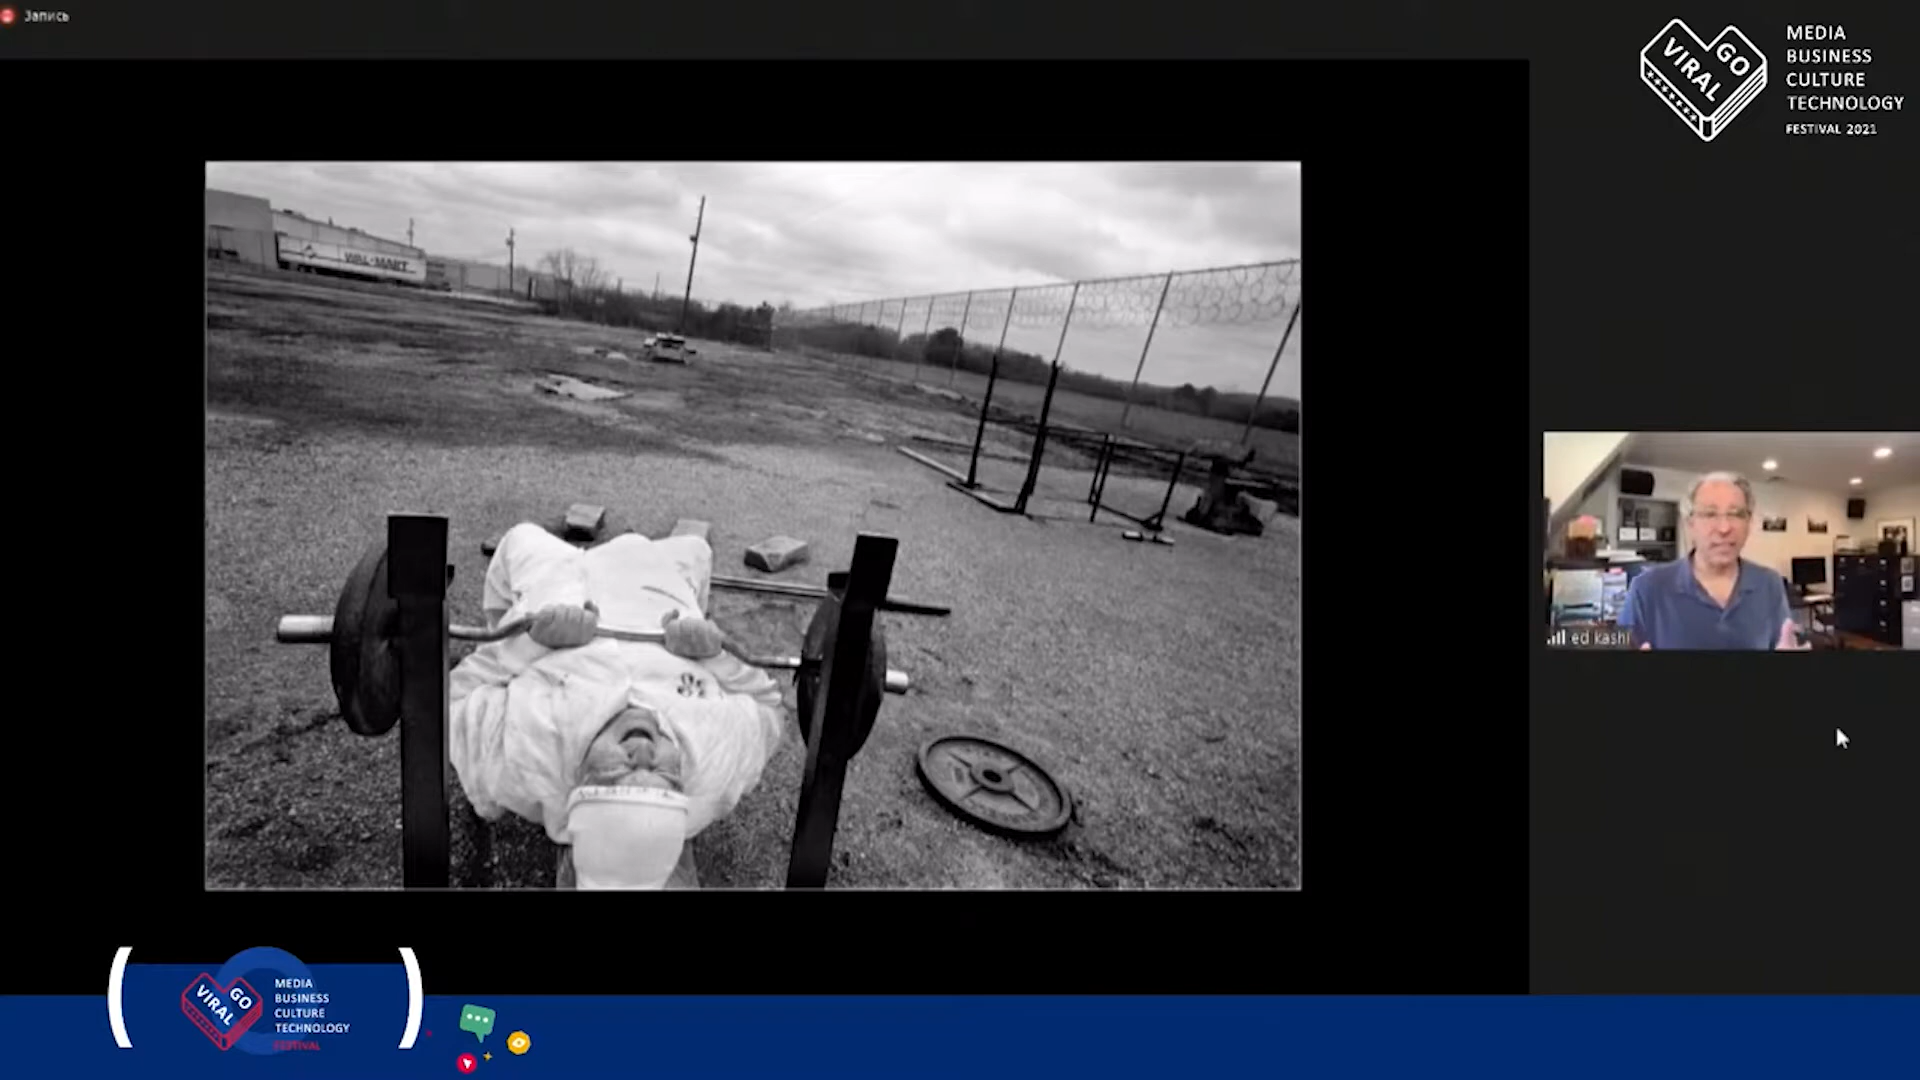 Запись
GO
VIRAL
MEDIA
BUSINESS
CULTURE
TECHNOLOGY
FESTIVAL 2021
WAL-MART
ed kashi
GO
VIRAL
MEDIA
BUSINESS
CULTURE
TECHNOLOGY
FESTIVAL